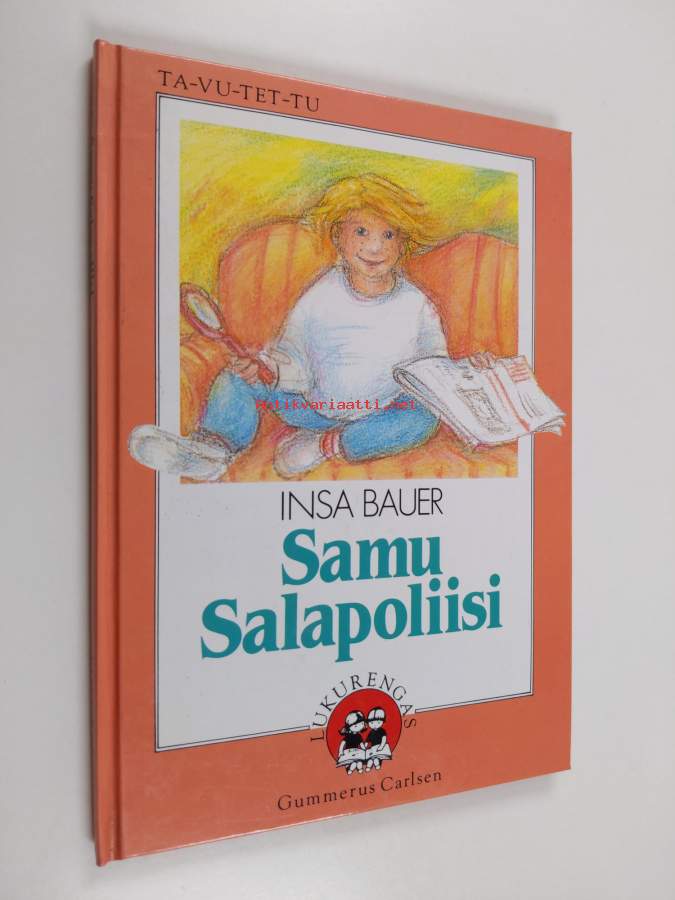 TA-VU-TET-TU
Antikvariaatti.net
INSA BAUER
Samu
Salapoliisi
LUKURENGAS
Gummerus Carlsen